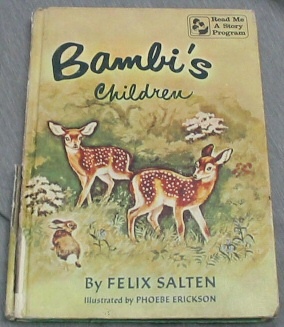 Read Me
A Story
Program
Bambi's
Children
By FELIX SALTEN
Illustrated by PHOEBE ERICKSON